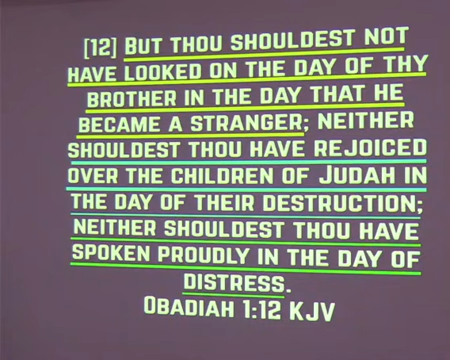 [12] BUT THOU SHOULDEST NOT
HAVE LOOKED ON THE DAY OF THY
BROTHER IN THE DAY THAT HE
BECAME A STRANGER; NEITHER
SHOULDEST THOU HAVE REJOICED
OVER THE CHILDREN OF JUDAH IN
THE DAY OF THEIR DESTRUCTION;
NEITHER SHOULDEST THOU HAVE
SPOKEN PROUDLY IN THE DAY OF
DISTRESS.
OBADIAH 1:12 KJV